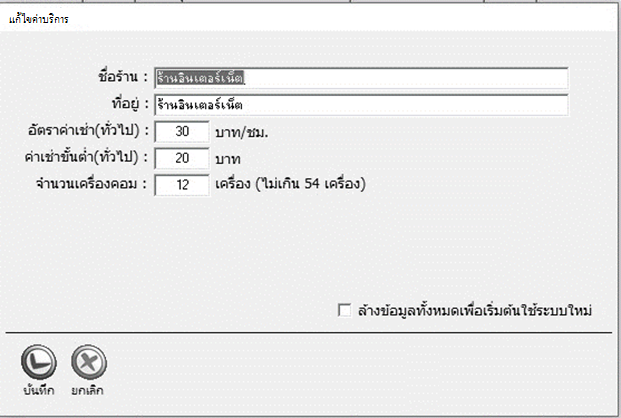 แก้ไขค่าบริการ
ชื่อร้าน : ร้านอินเตอร์เน็ต
ที่อยู่ : ร้านอินเตอร์เน็ต
อัตราค่าเช่า(ทั่วไป) : 30 บาท/ชม.
ค่าเช่าขั้นต่ำ(ทั่วไป) : 20 บาท
จำนวนเครื่องคอม : 12 เครื่อง (ไม่เกิน 54 เครื่อง)
ล้างข้อมูลทั้งหมดเพื่อเริ่มต้นใช้ระบบใหม่
บันทึก ยกเลิก